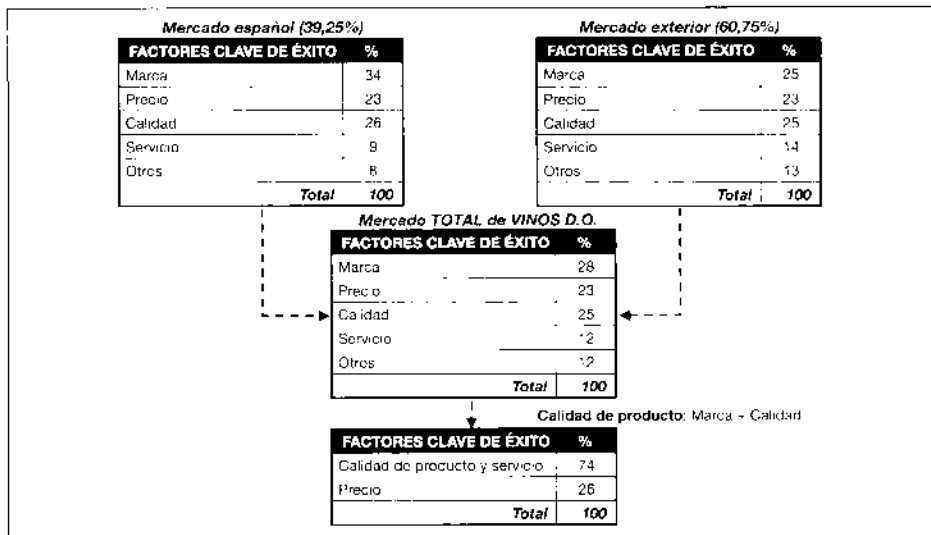 Mercado español (39,25%)
FACTORES CLAVE DE ÉXITO %
Marca 34
Precio 23
Calidad 26
Servicio 9
Otros 8
Total 100
Mercado exterior (60,75%)
FACTORES CLAVE DE ÉXITO %
Marca 25
Precio 23
Calidad 25
Servicio 14
Otros 13
Total 100
Mercado TOTAL de VINOS D.O.
FACTORES CLAVE DE ÉXITO %
Marca 28
Precio 23
Calidad 25
Servicio 12
Otros 12
Total 100
Calidad de producto: Marca + Calidad
FACTORES CLAVE DE ÉXITO %
Calidad de producto y servicio 74
Precio 26
Total 100